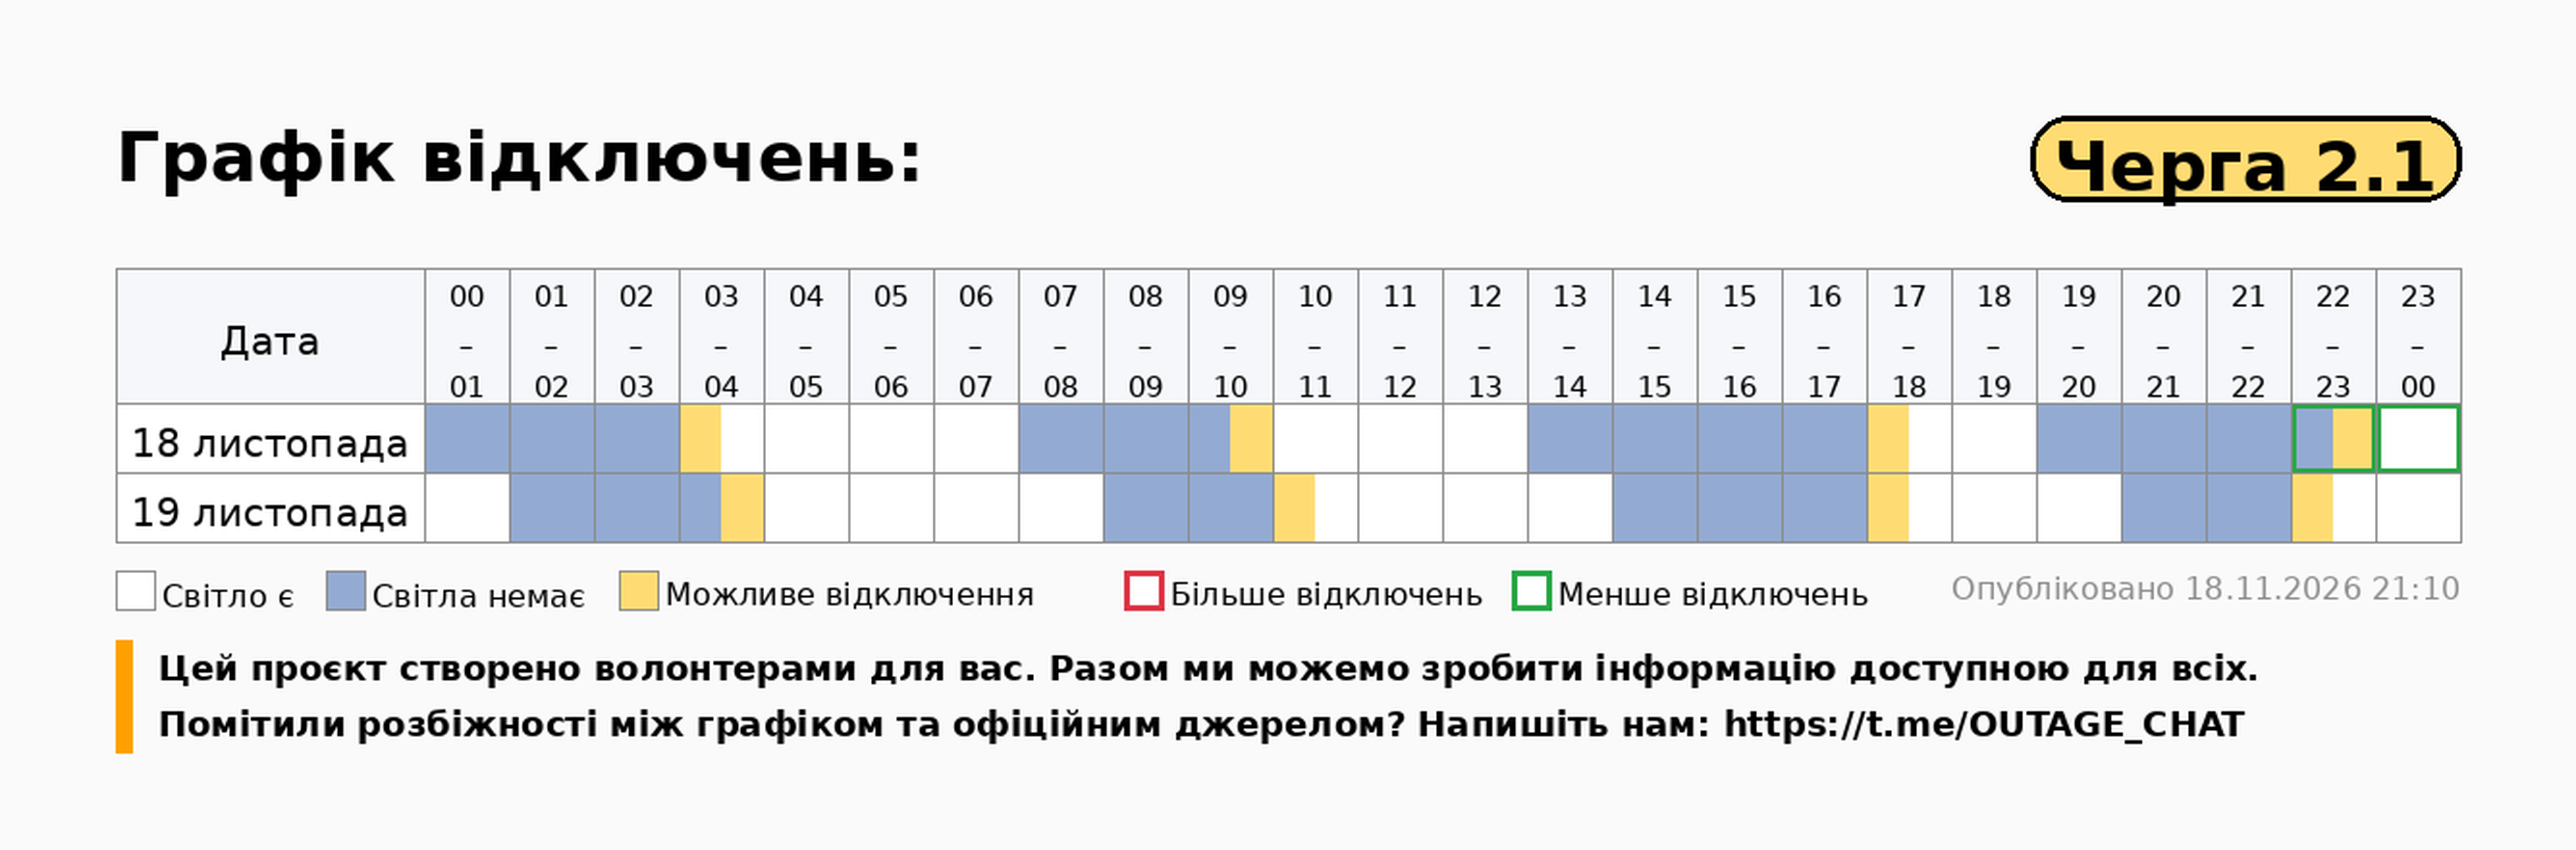 Графік відключень:
Черга 2.1
Дата
00 – 01
01 – 02
02 – 03
03 – 04
04 – 05
05 – 06
06 – 07
07 – 08
08 – 09
09 – 10
10 – 11
11 – 12
12 – 13
13 – 14
14 – 15
15 – 16
16 – 17
17 – 18
18 – 19
19 – 20
20 – 21
21 – 22
22 – 23
23 – 00
18 листопада
19 листопада
Світло є
Світла немає
Можливе відключення
Більше відключень
Менше відключень
Опубліковано 18.11.2026 21:10
Цей проєкт створено волонтерами для вас. Разом ми можемо зробити інформацію доступною для всіх.
Помітили розбіжності між графіком та офіційним джерелом? Напишіть нам: https://t.me/OUTAGE_CHAT